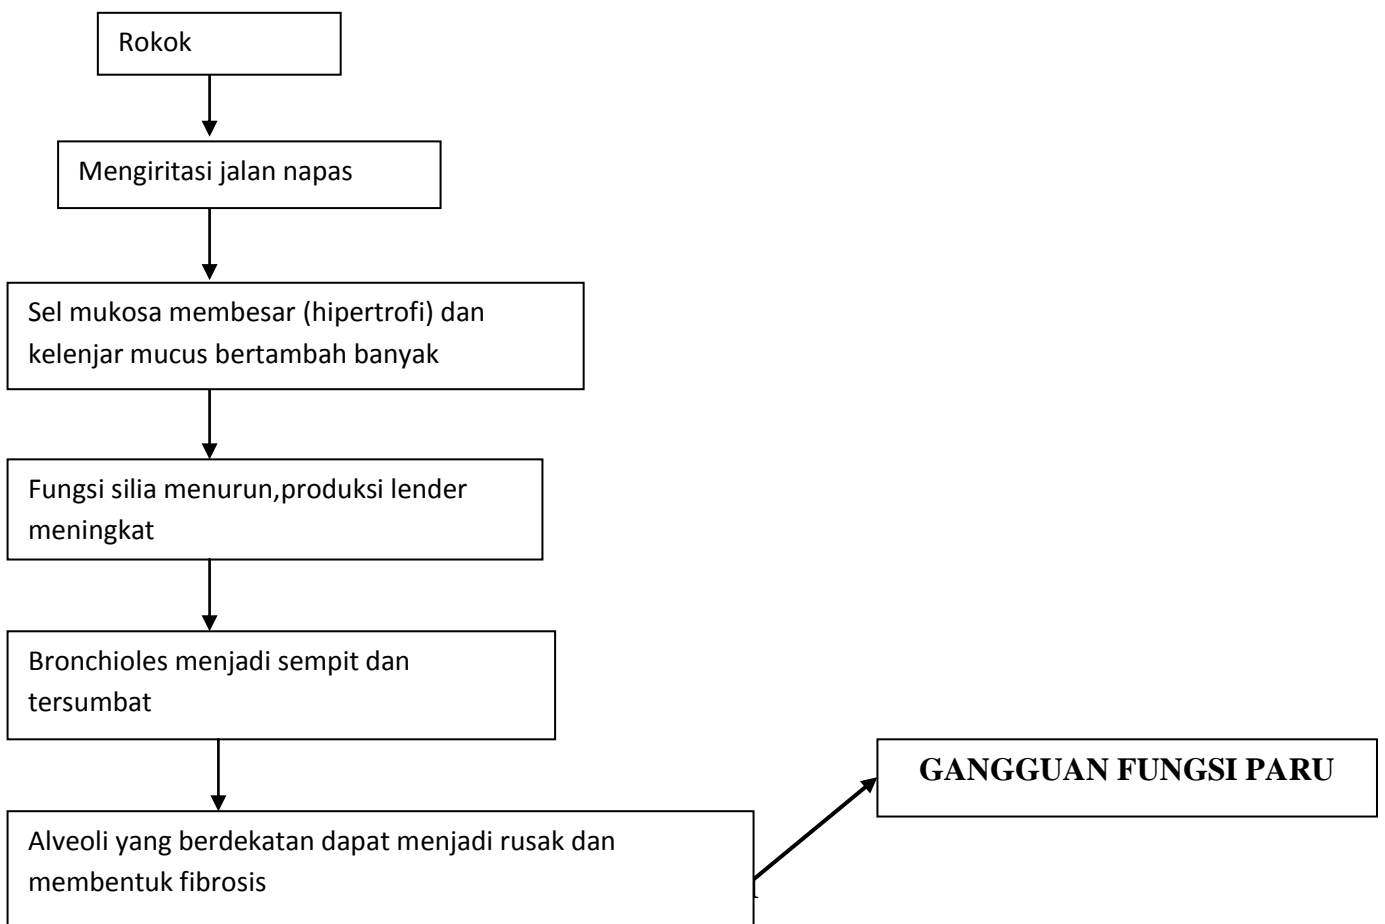 Rokok
Mengiritasi jalan napas
Sel mukosa membesar (hipertrofi) dan
kelenjar mucus bertambah banyak
Fungsi silia menurun,produksi lender
meningkat
Bronchioles menjadi sempit dan
tersumbat
Alveoli yang berdekatan dapat menjadi rusak dan
membentuk fibrosis
GANGGUAN FUNGSI PARU